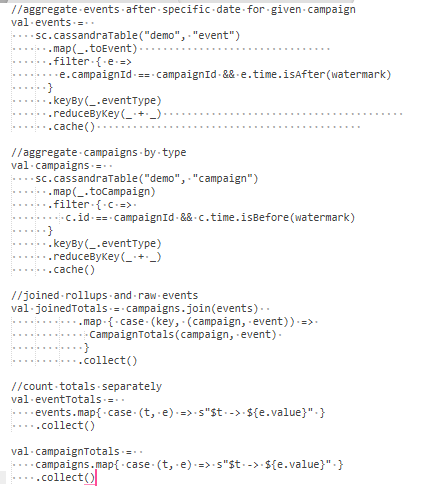 //aggregate events after specific date for given campaign
val events =
    sc.cassandraTable("demo", "event")
      .map(_.toEvent)
      .filter { e =>
        e.campaignId == campaignId && e.time.isAfter(watermark)
      }
      .keyBy(_.eventType)
      .reduceByKey(_ + _)
      .cache()

//aggregate campaigns by type
val campaigns =
    sc.cassandraTable("demo", "campaign")
      .map(_.toCampaign)
      .filter { c =>
        c.id == campaignId && c.time.isBefore(watermark)
      }
      .keyBy(_.eventType)
      .reduceByKey(_ + _)
      .cache()

//joined rollups and raw events
val joinedTotals = campaigns.join(events)
          .map { case (key, (campaign, event)) =>
            CampaignTotals(campaign, event)
           }
          .collect()

//count totals separately
val eventTotals =
    events.map{ case (t, e) => s"$t -> ${e.value}" }
    .collect()

val campaignTotals =
    campaigns.map{ case (t, e) => s"$t -> ${e.value}" }
    .collect()